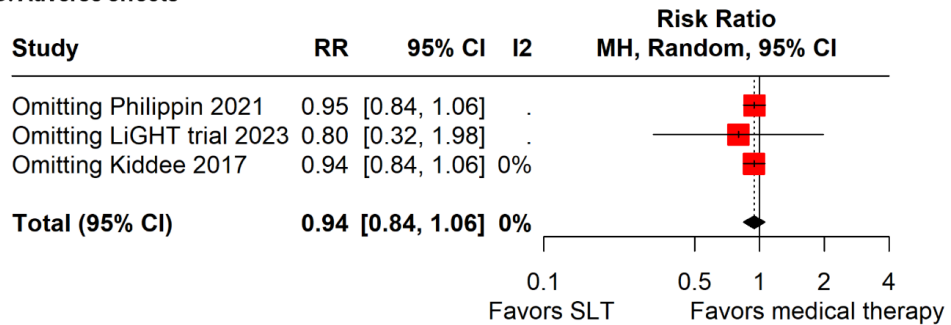 Risk Ratio
Study RR 95% CI I2 MH, Random, 95% CI
Omitting Philippin 2021 0.95 [0.84, 1.06] .
Omitting LiGHT trial 2023 0.80 [0.32, 1.98] .
Omitting Kiddee 2017 0.94 [0.84, 1.06] 0%
Total (95% CI) 0.94 [0.84, 1.06] 0%
0.1 0.5 1 2 4
Favors SLT Favors medical therapy